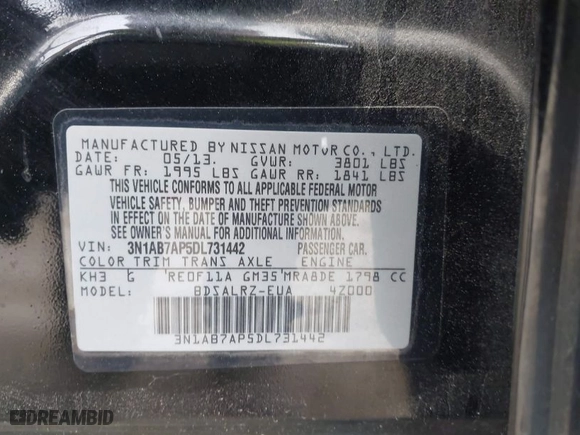 MANUFACTURED BY NISSAN MOTOR CO., LTD.
DATE: 05/13. GVWR: 3801 LBS
GAWR FR: 1995 LBS GAWR RR: 1841 LBS
THIS VEHICLE CONFORMS TO ALL APPLICABLE FEDERAL MOTOR
VEHICLE SAFETY, BUMPER AND THEFT PREVENTION STANDARDS
IN EFFECT ON THE DATE OF MANUFACTURE SHOWN ABOVE.
SEE OWNER'S MANUAL FOR ADDITIONAL INFORMATION.
VIN: 3N1AB7AP5DL731442 PASSENGER CAR.
COLOR TRIM TRANS AXLE ENGINE
KH3 G RE0F11A GM35 MRA8DE 1798 CC
MODEL: BDSALRZ-EUA 4Z000
3N1AB7AP5DL731442
DREAMBID